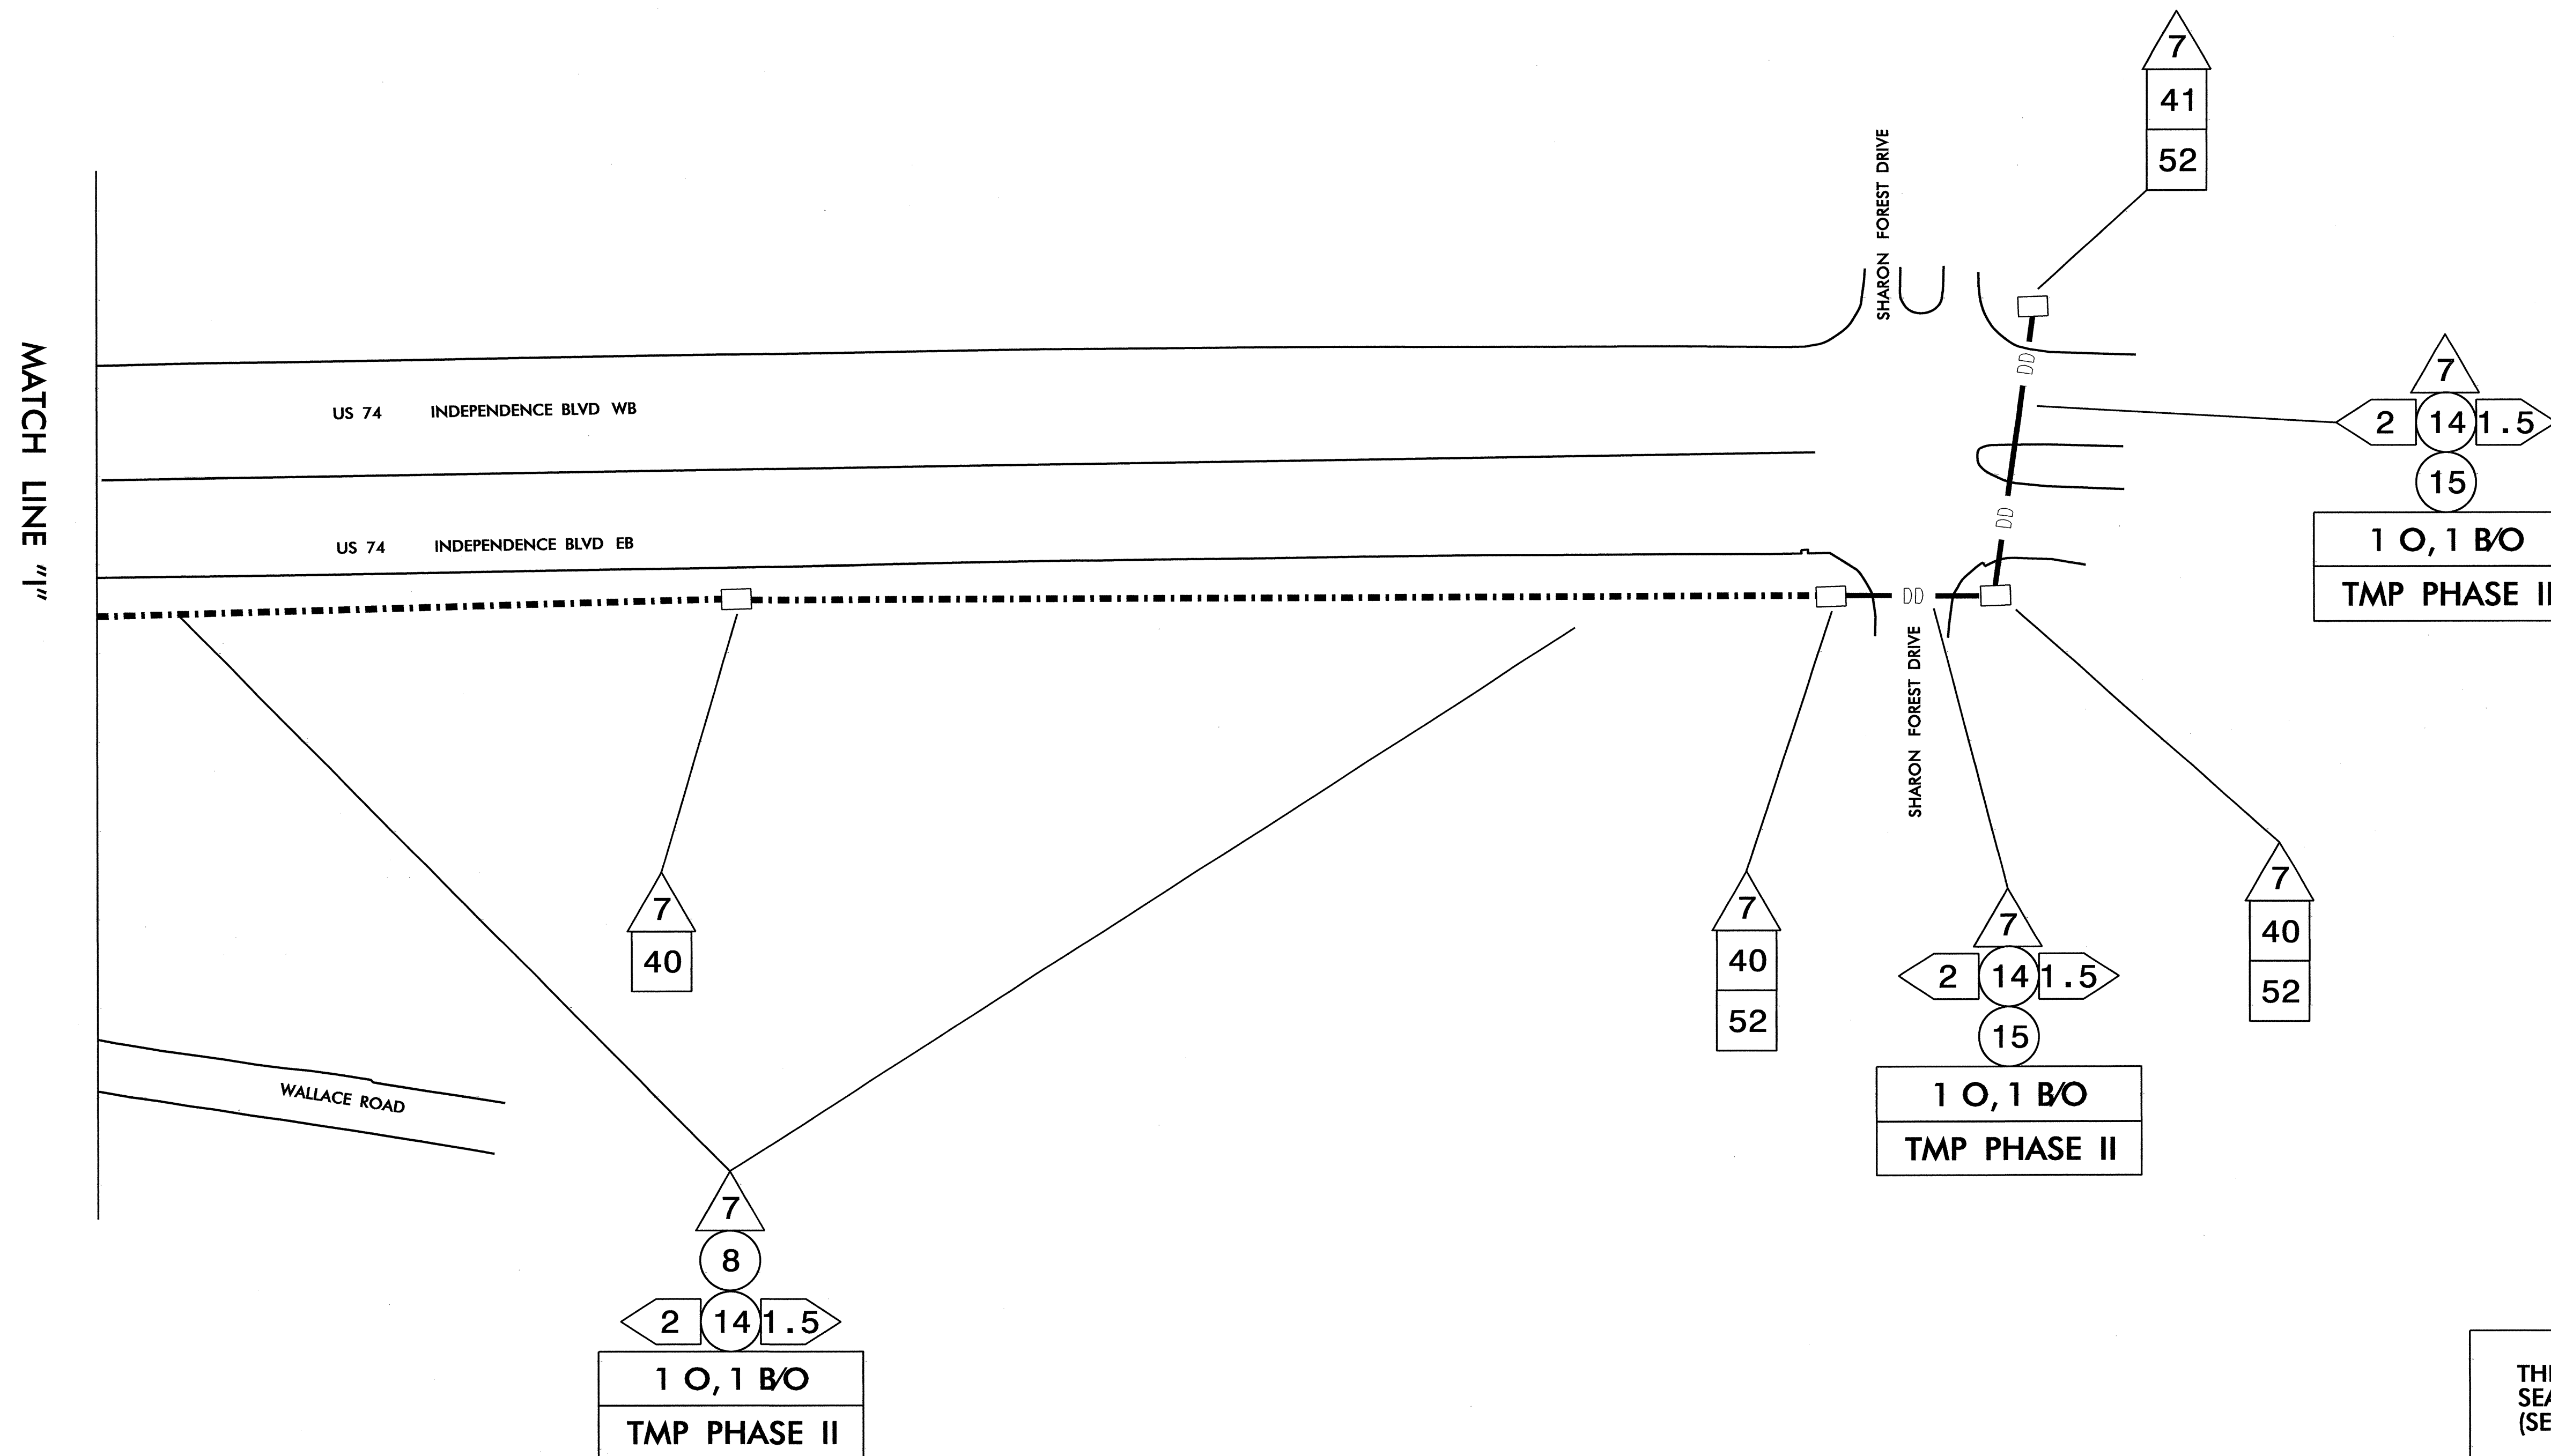 7
41
52
SHARON FOREST DRIVE
MATCH LINE "I"
US 74 INDEPENDENCE BLVD WB
DD
7
2 14 1.5
15
1 O, 1 B/O
TMP PHASE II
US 74 INDEPENDENCE BLVD EB
DD
DD
SHARON FOREST DRIVE
7
40
7
40
52
7
2 14 1.5
15
1 O, 1 B/O
TMP PHASE II
7
40
52
WALLACE ROAD
7
8
2 14 1.5
1 O, 1 B/O
TMP PHASE II